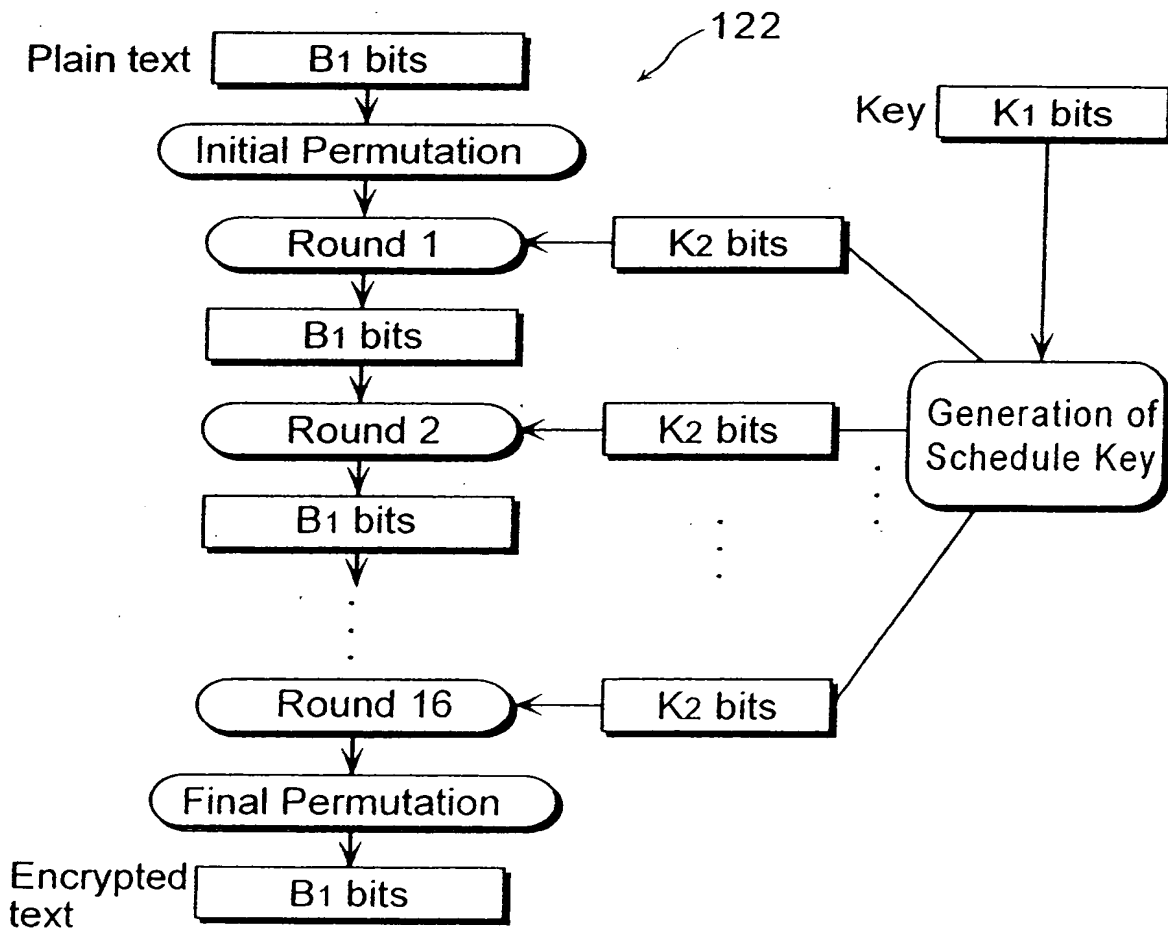 122
Plain text
B1 bits
Key
K1 bits
Initial Permutation
Round 1
K2 bits
B1 bits
Generation of
Schedule Key
Round 2
K2 bits
B1 bits
Round 16
K2 bits
Final Permutation
Encrypted
text
B1 bits